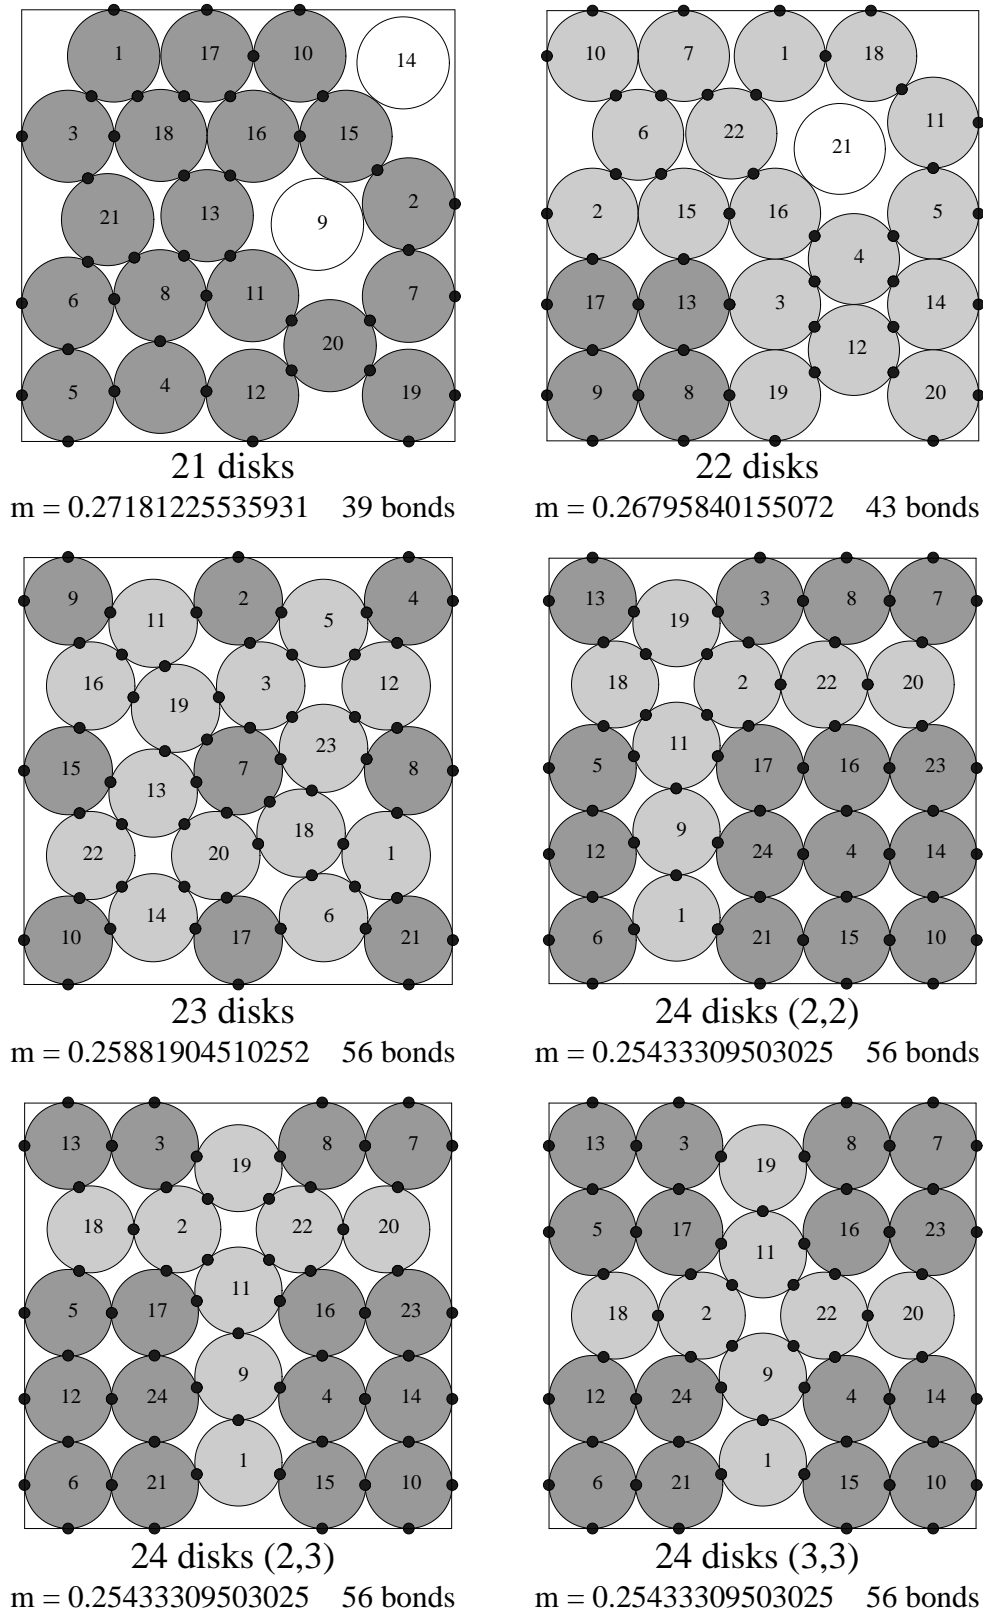 1 17 10 14
3 18 16 15
21 13 9 2
6 8 11 7
5 4 12 20 19
21 disks
m = 0.27181225535931 39 bonds
10 7 1 18
6 22 21 11
2 15 16 5
17 13 3 4 14
9 8 19 12 20
22 disks
m = 0.26795840155072 43 bonds
9 11 2 5 4
16 19 3 12
15 13 7 23 8
22 20 18 1
10 14 17 6 21
23 disks
m = 0.25881904510252 56 bonds
13 19 3 8 7
18 2 22 20
5 11 17 16 23
12 9 24 4 14
6 1 21 15 10
24 disks (2,2)
m = 0.25433309503025 56 bonds
13 3 19 8 7
18 2 22 20
5 17 11 16 23
12 24 9 4 14
6 21 1 15 10
24 disks (2,3)
m = 0.25433309503025 56 bonds
13 3 19 8 7
5 17 11 16 23
18 2 22 20
12 24 9 4 14
6 21 1 15 10
24 disks (3,3)
m = 0.25433309503025 56 bonds